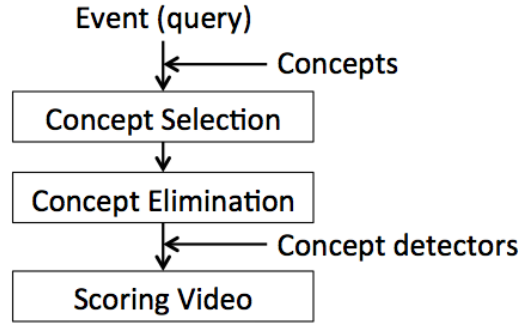 Event (query)
Concepts
Concept Selection
Concept Elimination
Concept detectors
Scoring Video